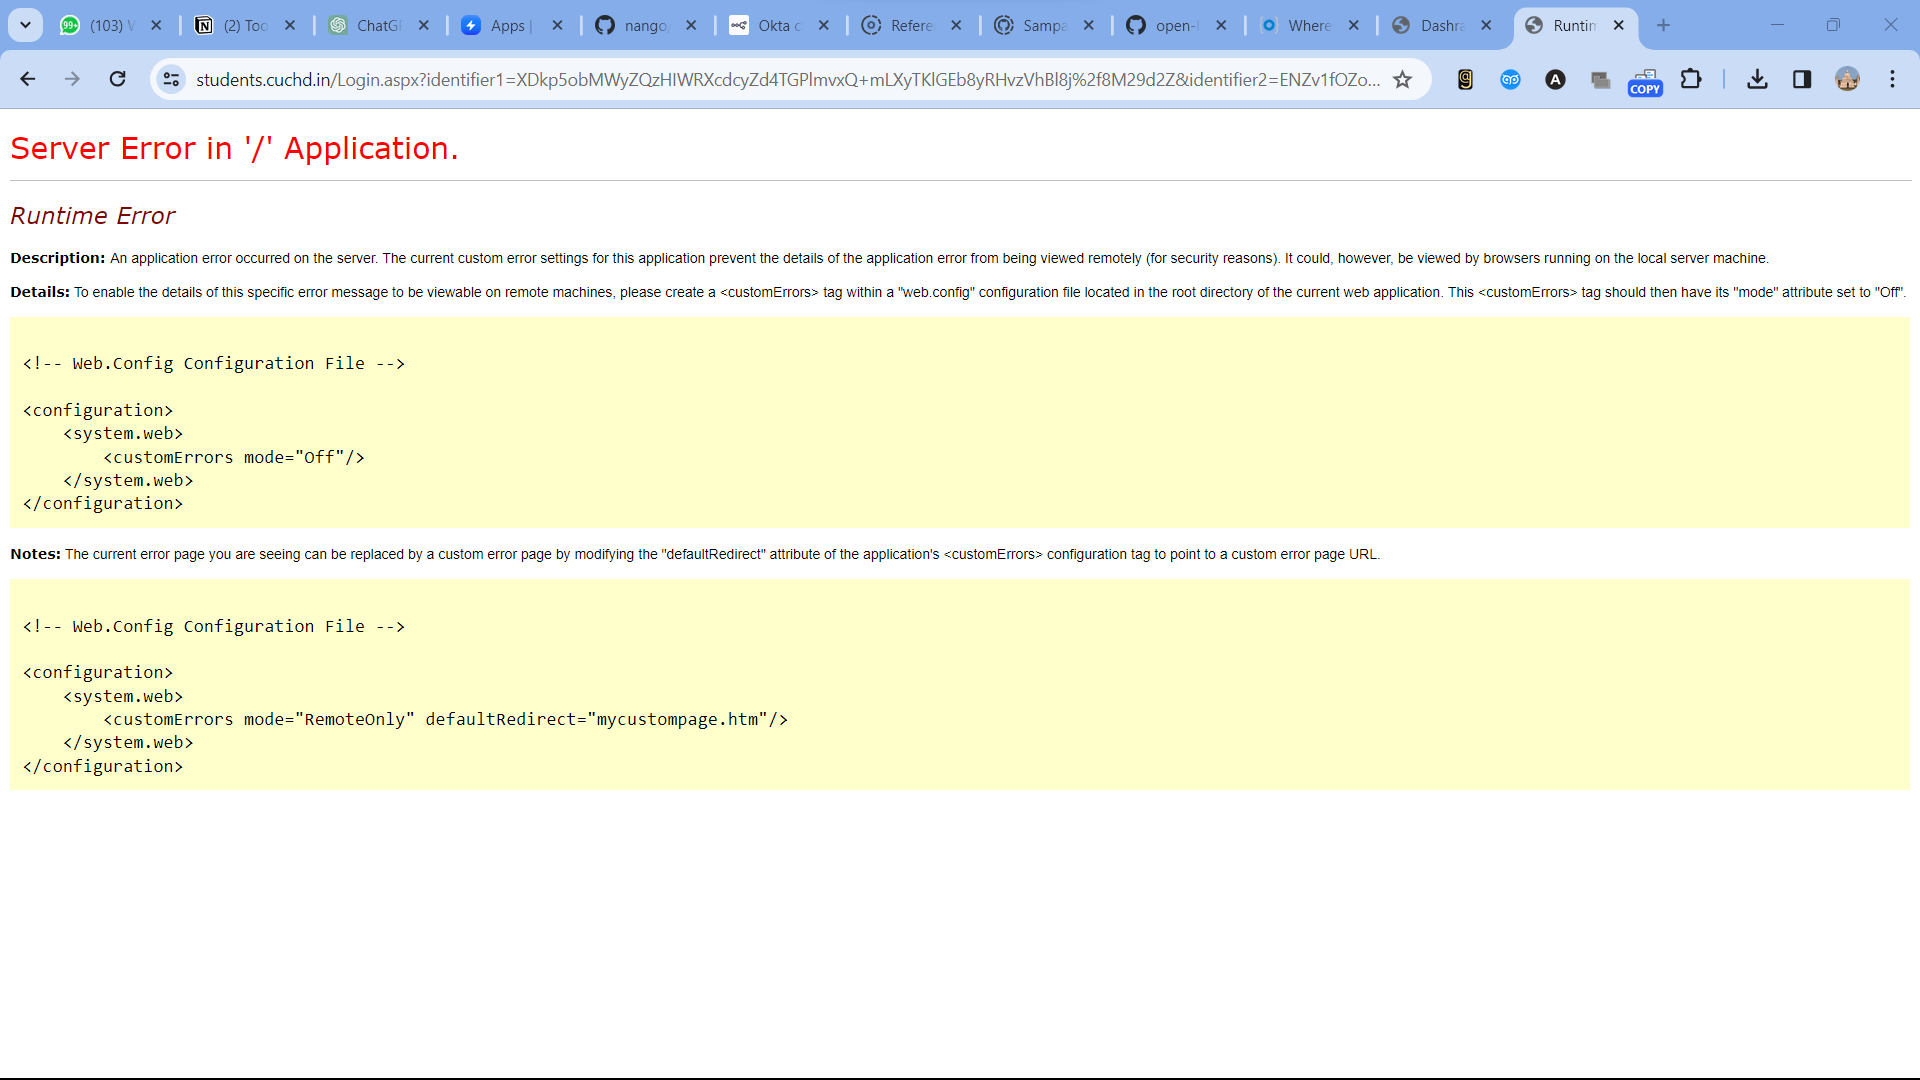 (103) W
(2) Too
ChatGP
Apps |
nango,
Okta c
Refere
Sampa
open-
Where
Dashra
Runtim
students.cuchd.in/Login.aspx?identifier1=XDkp5obMWyZQzHIWRXcdcyZd4TGPlmvxQ+mLXyTKlGEb8yRHvzVhBl8j%2f8M29d2Z&identifier2=ENZv1fOZo...
COPY
Server Error in '/' Application.
Runtime Error
Description: An application error occurred on the server. The current custom error settings for this application prevent the details of the application error from being viewed remotely (for security reasons). It could, however, be viewed by browsers running on the local server machine.
Details: To enable the details of this specific error message to be viewable on remote machines, please create a <customErrors> tag within a "web.config" configuration file located in the root directory of the current web application. This <customErrors> tag should then have its "mode" attribute set to "Off".
<!-- Web.Config Configuration File -->
<configuration>
    <system.web>
        <customErrors mode="Off"/>
    </system.web>
</configuration>
Notes: The current error page you are seeing can be replaced by a custom error page by modifying the "defaultRedirect" attribute of the application's <customErrors> configuration tag to point to a custom error page URL.
<!-- Web.Config Configuration File -->
<configuration>
    <system.web>
        <customErrors mode="RemoteOnly" defaultRedirect="mycustompage.htm"/>
    </system.web>
</configuration>